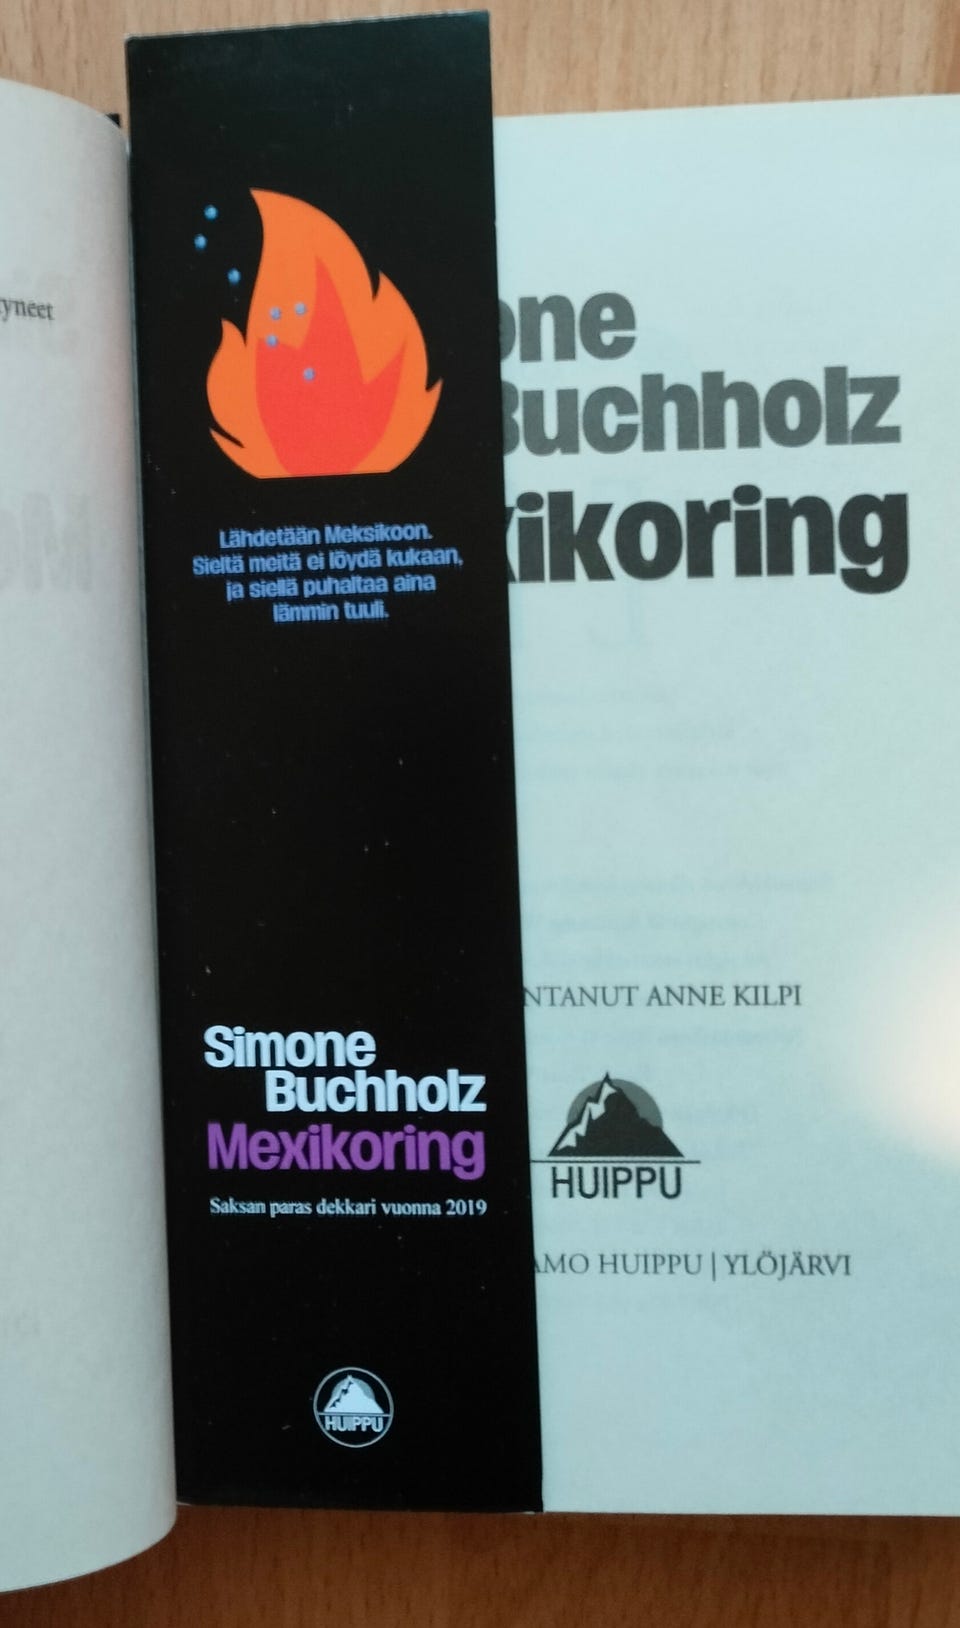 yneet
Lähdetään Meksikoon.
Sieltä meitä ei löydä kukaan,
ja siellä puhaltaa aina
lämmin tuuli.
Simone
Buchholz
Mexikoring
Saksan paras dekkari vuonna 2019
HUIPPU
one
Buchholz
xikoring
NTANUT ANNE KILPI
HUIPPU
AMO HUIPPU | YLÖJÄRVI